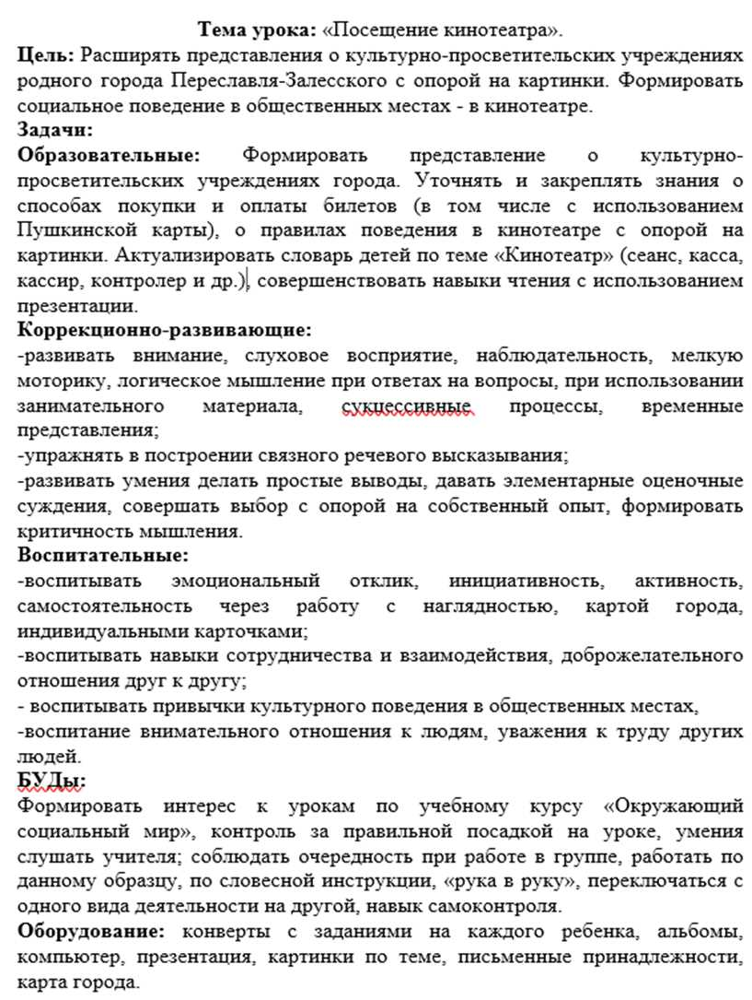 Тема урока: «Посещение кинотеатра».
Цель: Расширять представления о культурно-просветительских учреждениях
родного города Переславля-Залесского с опорой на картинки. Формировать
социальное поведение в общественных местах - в кинотеатре.
Задачи:
Образовательные: Формировать представление о культурно-
просветительских учреждениях города. Уточнять и закреплять знания о
способах покупки и оплаты билетов (в том числе с использованием
Пушкинской карты), о правилах поведения в кинотеатре с опорой на
картинки. Актуализировать словарь детей по теме «Кинотеатр» (сеанс, касса,
кассир, контролер и др.), совершенствовать навыки чтения с использованием
презентации.
Коррекционно-развивающие:
-развивать внимание, слуховое восприятие, наблюдательность, мелкую
моторику, логическое мышление при ответах на вопросы, при использовании
занимательного материала, сукцессивные процессы, временные
представления;
-упражнять в построении связного речевого высказывания;
-развивать умения делать простые выводы, давать элементарные оценочные
суждения, совершать выбор с опорой на собственный опыт, формировать
критичность мышления.
Воспитательные:
-воспитывать эмоциональный отклик, инициативность, активность,
самостоятельность через работу с наглядностью, картой города,
индивидуальными карточками;
-воспитывать навыки сотрудничества и взаимодействия, доброжелательного
отношения друг к другу;
- воспитывать привычки культурного поведения в общественных местах,
-воспитание внимательного отношения к людям, уважения к труду других
людей.
БУДы:
Формировать интерес к урокам по учебному курсу «Окружающий
социальный мир», контроль за правильной посадкой на уроке, умения
слушать учителя; соблюдать очередность при работе в группе, работать по
данному образцу, по словесной инструкции, «рука в руку», переключаться с
одного вида деятельности на другой, навык самоконтроля.
Оборудование: конверты с заданиями на каждого ребенка, альбомы,
компьютер, презентация, картинки по теме, письменные принадлежности,
карта города.